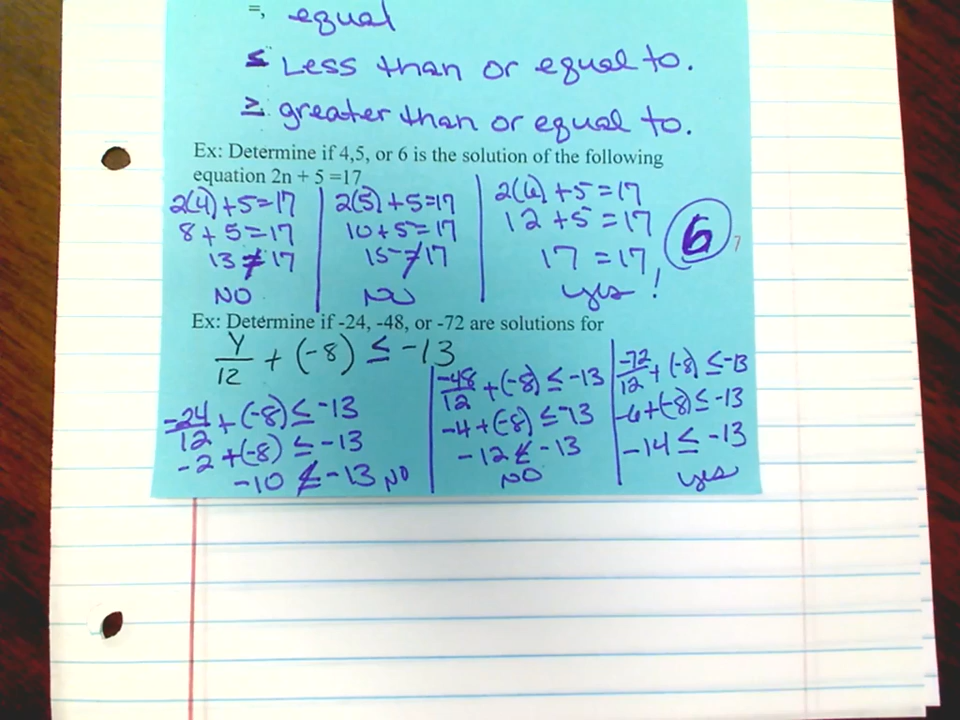 =, equal
≤ Less than or equal to.
≥ greater than or equal to.
Ex: Determine if 4,5, or 6 is the solution of the following
equation 2n + 5 =17
2(4)+5=17
8+5=17
13≠17
NO
2(5)+5=17
10+5=17
15≠17
NO
2(6)+5=17
12+5=17
17=17
yes!
6
?
Ex: Determine if -24, -48, or -72 are solutions for
Y/12 + (-8) ≤ -13
-24/12 + (-8) ≤ -13
-2 + (-8) ≤ -13
-10 ≰ -13 NO
-48/12 + (-8) ≤ -13
-4 + (-8) ≤ -13
-12 ≰ -13
NO
-72/12 + (-8) ≤ -13
-6 + (-8) ≤ -13
-14 ≤ -13
yes